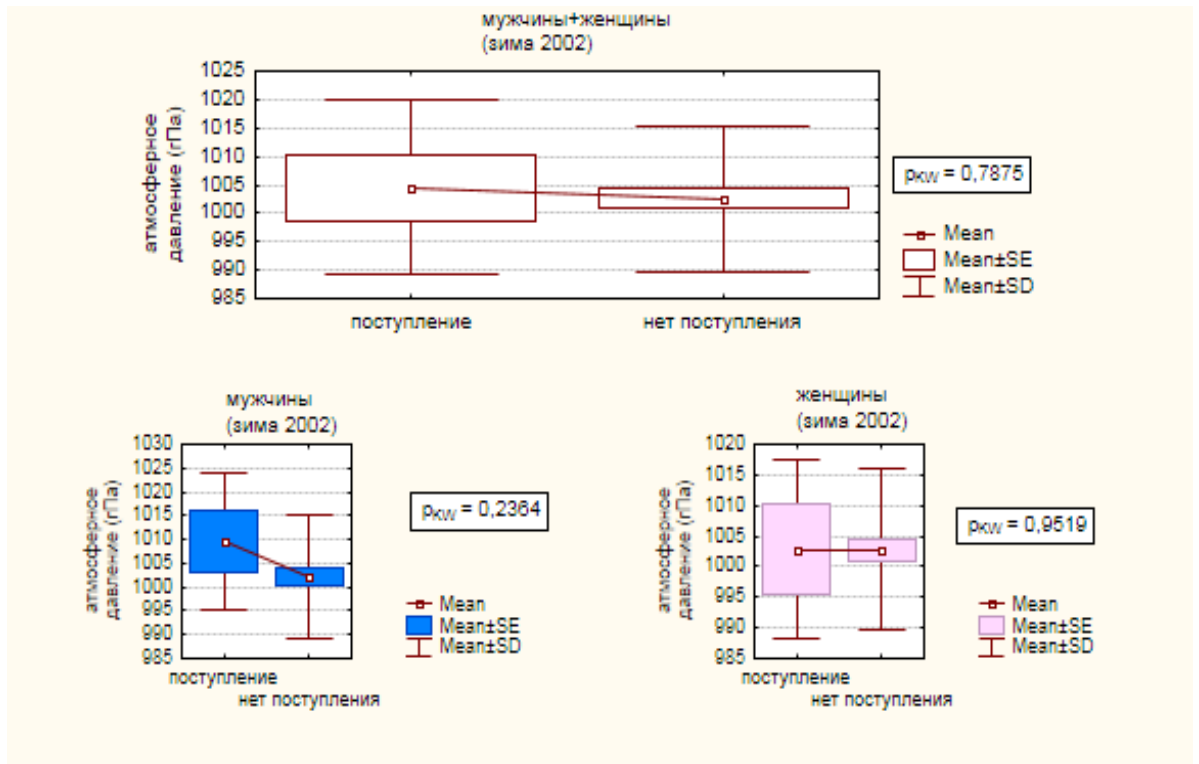 мужчины+женщины
(зима 2002)
атмосферное
давление (гПа)
1025
1020
1015
1010
1005
1000
995
990
985
поступление
нет поступления
pKW = 0,7875
Mean
Mean±SE
Mean±SD
мужчины
(зима 2002)
атмосферное
давление (гПа)
1030
1025
1020
1015
1010
1005
1000
995
990
985
поступление
нет поступления
pKW = 0,2364
Mean
Mean±SE
Mean±SD
женщины
(зима 2002)
атмосферное
давление (гПа)
1020
1015
1010
1005
1000
995
990
985
поступление
нет поступления
pKW = 0,9519
Mean
Mean±SE
Mean±SD